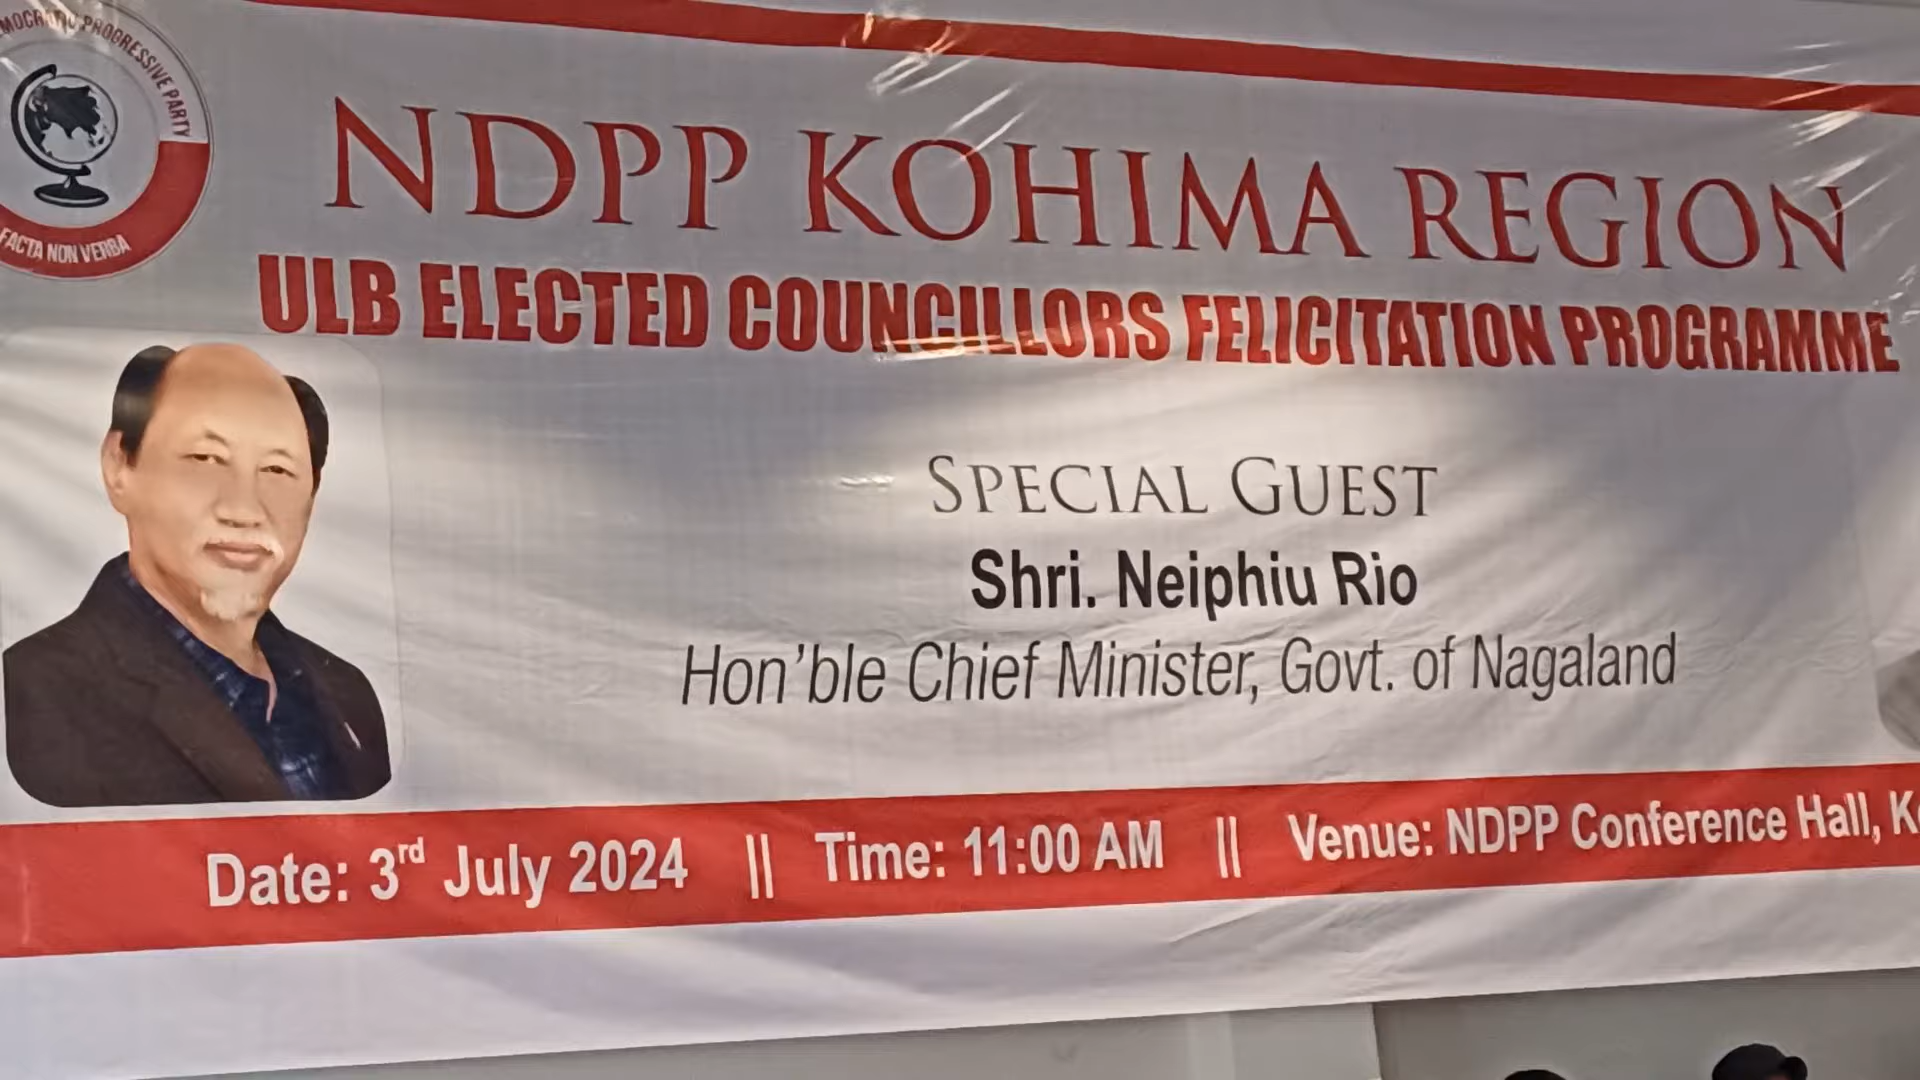 PROGRESSIVE PARTY
FACTA NON VERBA
NDPP KOHIMA REGION
ULB ELECTED COUNCILLORS FELICITATION PROGRAMME
SPECIAL GUEST
Shri. Neiphiu Rio
Hon'ble Chief Minister, Govt. of Nagaland
Date: 3rd July 2024 || Time: 11:00 AM || Venue: NDPP Conference Hall,